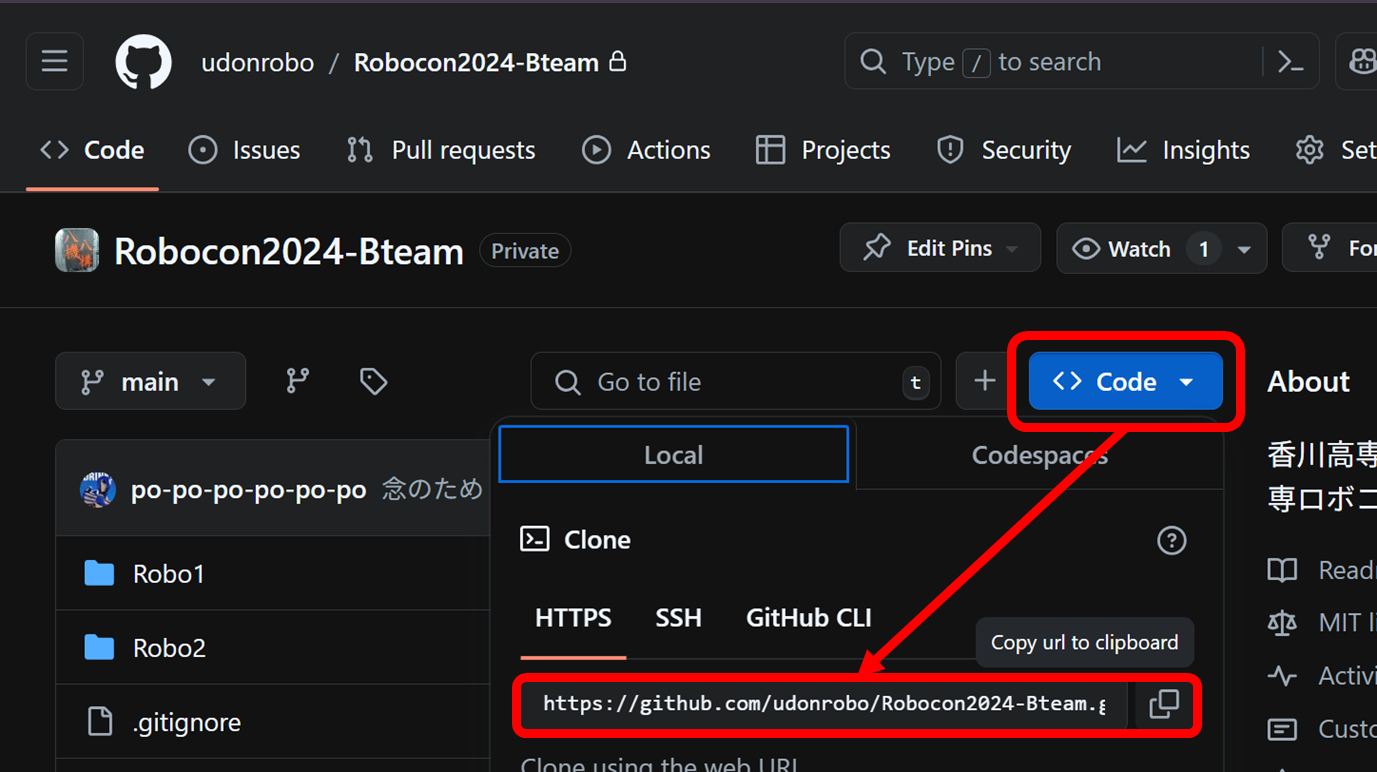 udonrobo / Robocon2024-Bteam
Type / to search
Code
Issues
Pull requests
Actions
Projects
Security
Insights
Set
Robocon2024-Bteam
Private
Edit Pins
Watch 1
For
main
Go to file
t
Code
About
Local
Codespaces
香川高専
専ロボコ
po-po-po-po-po-po 念のため
Clone
Robo1
Readm
HTTPS
SSH
GitHub CLI
MIT li
Robo2
Copy url to clipboard
Activi
https://github.com/udonrobo/Robocon2024-Bteam.g
.gitignore
Custo
Clone using the web URL